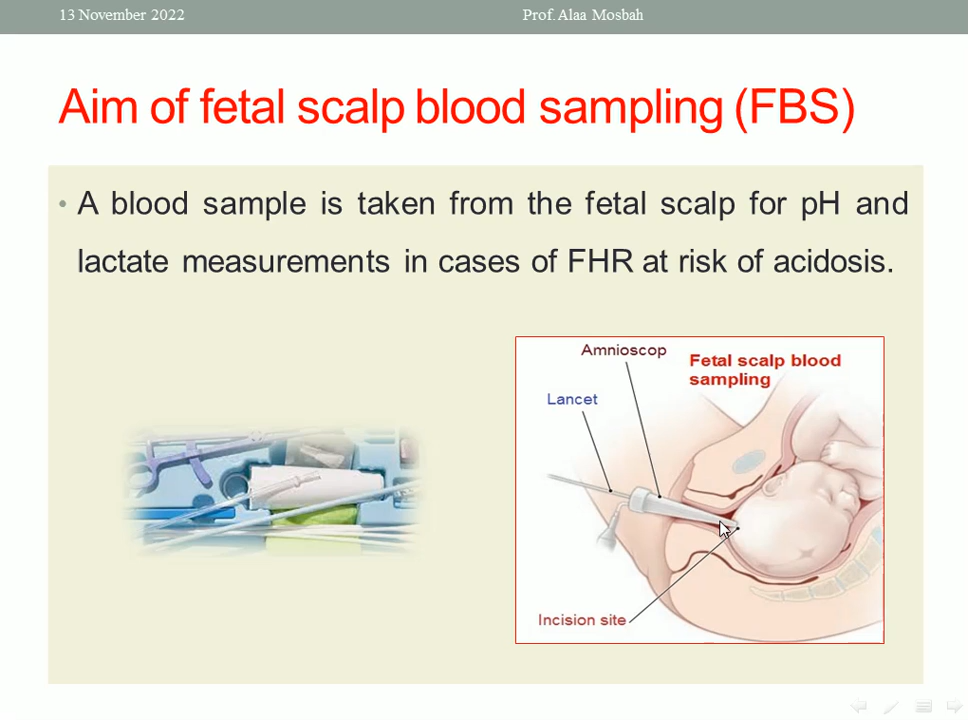 13 November 2022
Prof. Alaa Mosbah
Aim of fetal scalp blood sampling (FBS)
• A blood sample is taken from the fetal scalp for pH and
lactate measurements in cases of FHR at risk of acidosis.
Amnioscop
Fetal scalp blood
sampling
Lancet
Incision site